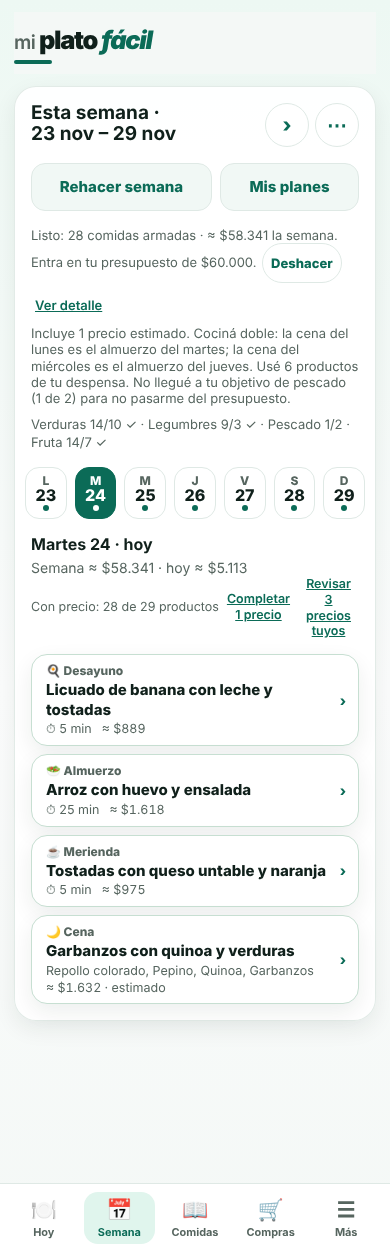 mi plato fácil
Esta semana ·
23 nov – 29 nov
›
⋯
Rehacer semana
Mis planes
Listo: 28 comidas armadas · ≈ $58.341 la semana.
Entra en tu presupuesto de $60.000.
Deshacer
Ver detalle
Incluye 1 precio estimado. Cociná doble: la cena del
lunes es el almuerzo del martes; la cena del
miércoles es el almuerzo del jueves. Usé 6 productos
de tu despensa. No llegué a tu objetivo de pescado
(1 de 2) para no pasarme del presupuesto.
Verduras 14/10 ✓ · Legumbres 9/3 ✓ · Pescado 1/2 ·
Fruta 14/7 ✓
L M M J V S D
23 24 25 26 27 28 29
Martes 24 · hoy
Semana ≈ $58.341 · hoy ≈ $5.113
Con precio: 28 de 29 productos
Completar
1 precio
Revisar
3
precios
tuyos
🍳 Desayuno
Licuado de banana con leche y
tostadas
⏱ 5 min ≈ $889
›
🥗 Almuerzo
Arroz con huevo y ensalada
⏱ 25 min ≈ $1.618
›
☕ Merienda
Tostadas con queso untable y naranja
⏱ 5 min ≈ $975
›
🌙 Cena
Garbanzos con quinoa y verduras
Repollo colorado, Pepino, Quinoa, Garbanzos
≈ $1.632 · estimado
›
Hoy
Semana
Comidas
Compras
Más